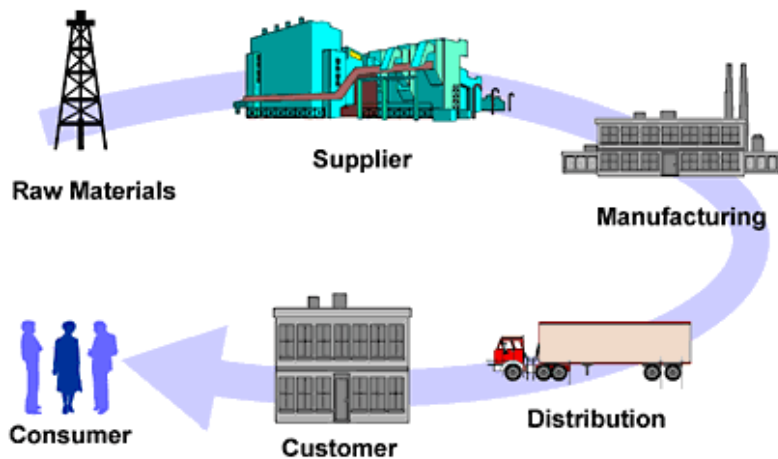 Raw Materials
Supplier
Manufacturing
Distribution
Customer
Consumer